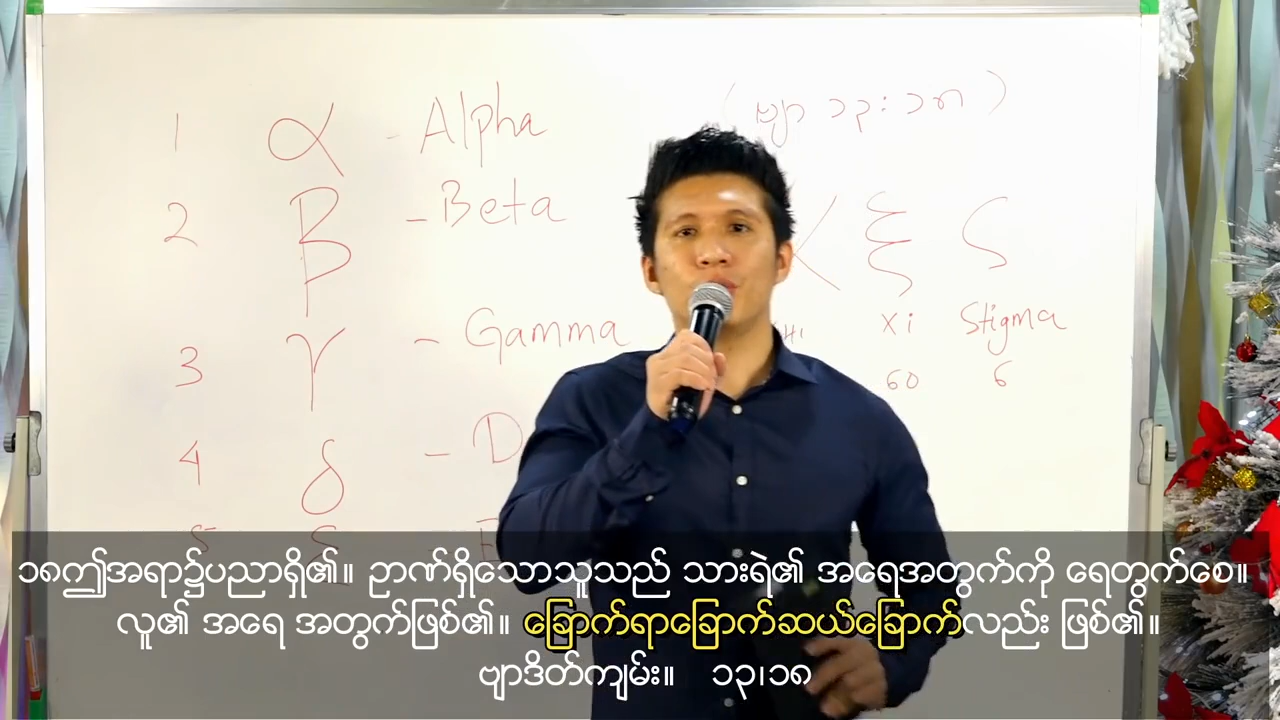 1 α - Alpha
2 β - Beta
3 γ - Gamma
4 δ - D
5
(ဗျာ ၁၃း ၁၈)
χ ξ ς
Xi Stigma
60 6
၁၈ဤအရာ၌ပညာရှိ၏။ ဉာဏ်ရှိသောသူသည် သားရဲ၏ အရေအတွက်ကို ရေတွက်စေ။
လူ၏ အရေ အတွက်ဖြစ်၏။ ခြောက်ရာခြောက်ဆယ်ခြောက်လည်း ဖြစ်၏။
ဗျာဒိတ်ကျမ်း။ ၁၃၊၁၈